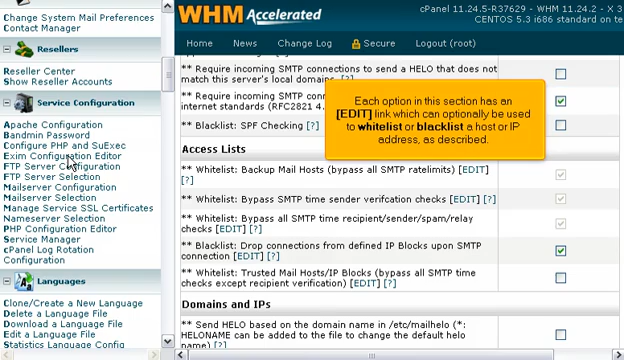 Change System Mail Preferences
Contact Manager
Resellers
Reseller Center
Show Reseller Accounts
Service Configuration
Apache Configuration
Bandmin Password
Configure PHP and SuExec
Exim Configuration Editor
FTP Server Configuration
FTP Server Selection
Mailserver Configuration
Mailserver Selection
Manage Service SSL Certificates
Nameserver Selection
PHP Configuration Editor
Service Manager
cPanel Log Rotation
Configuration
Languages
Clone/Create a New Language
Delete a Language File
Download a Language File
Edit a Language File
Statistics Language Config
WHM Accelerated
cPanel 11.24.5-R37629 - WHM 11.24.2 - X 3
CENTOS 5.3 i686 standard on te
Home News Change Log Secure Logout (root)
** Require incoming SMTP connections to send a HELO that does not
match this server's local domains. [?]
** Require incoming SMTP
internet standards (RFC2821 4.
** Blacklist: SPF Checking [?]
Each option in this section has an
[EDIT] link which can optionally be used
to whitelist or blacklist a host or IP
address, as described.
Access Lists
** Whitelist: Backup Mail Hosts (bypass all SMTP ratelimits) [EDIT]
[?]
** Whitelist: Bypass SMTP time sender verifcation checks [EDIT] [?]
** Whitelist: Bypass all SMTP time recipient/sender/spam/relay
checks [EDIT] [?]
** Blacklist: Drop connections from defined IP Blocks upon SMTP
connection [EDIT] [?]
** Whitelist: Trusted Mail Hosts/IP Blocks (bypass all SMTP time
checks except recipient verification) [EDIT] [?]
Domains and IPs
** Send HELO based on the domain name in /etc/mailhelo (*:
HELONAME can be added to the file to change the default helo
name) [?]